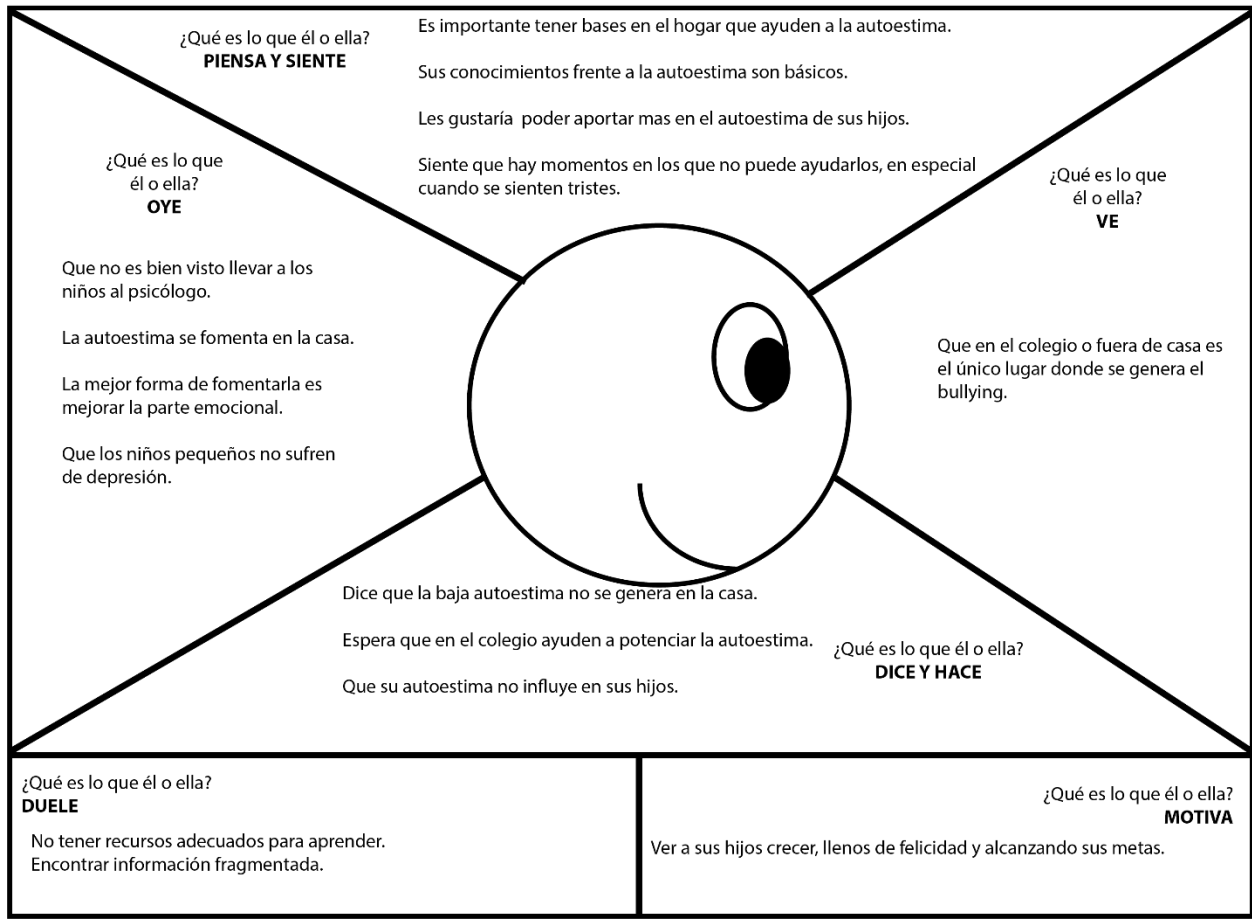 ¿Qué es lo que él o ella?
PIENSA Y SIENTE
Es importante tener bases en el hogar que ayuden a la autoestima.
Sus conocimientos frente a la autoestima son básicos.
Les gustaría poder aportar mas en el autoestima de sus hijos.
Siente que hay momentos en los que no puede ayudarlos, en especial
cuando se sienten tristes.
¿Qué es lo que
él o ella?
OYE
Que no es bien visto llevar a los
niños al psicólogo.
La autoestima se fomenta en la casa.
La mejor forma de fomentarla es
mejorar la parte emocional.
Que los niños pequeños no sufren
de depresión.
¿Qué es lo que
él o ella?
VE
Que en el colegio o fuera de casa es
el único lugar donde se genera el
bullying.
Dice que la baja autoestima no se genera en la casa.
Espera que en el colegio ayuden a potenciar la autoestima.
Que su autoestima no influye en sus hijos.
¿Qué es lo que él o ella?
DICE Y HACE
¿Qué es lo que él o ella?
DUELE
No tener recursos adecuados para aprender.
Encontrar información fragmentada.
¿Qué es lo que él o ella?
MOTIVA
Ver a sus hijos crecer, llenos de felicidad y alcanzando sus metas.